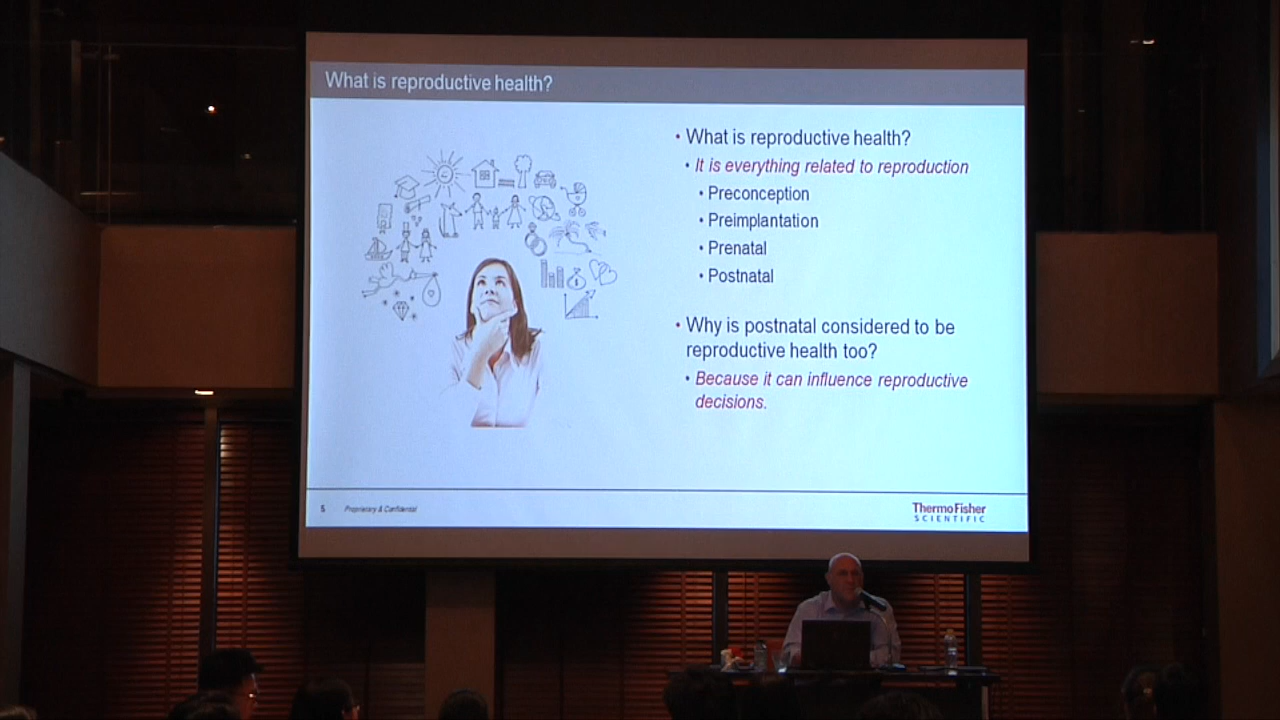 What is reproductive health?
• What is reproductive health?
• It is everything related to reproduction
• Preconception
• Preimplantation
• Prenatal
• Postnatal
• Why is postnatal considered to be
reproductive health too?
• Because it can influence reproductive
decisions.
5 Proprietary & Confidential
ThermoFisher
SCIENTIFIC